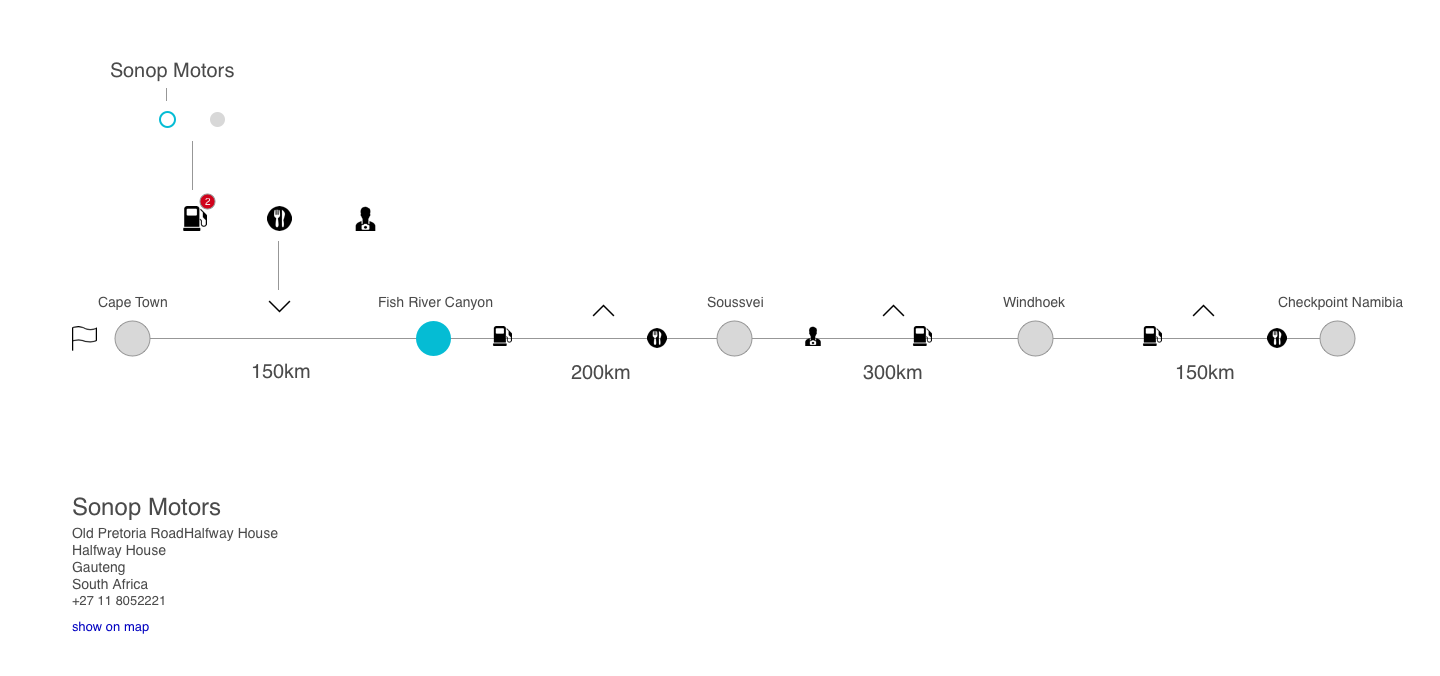 Sonop Motors
2
Cape Town
Fish River Canyon
Soussvei
Windhoek
Checkpoint Namibia
150km
200km
300km
150km
Sonop Motors
Old Pretoria RoadHalfway House
Halfway House
Gauteng
South Africa
+27 11 8052221
show on map